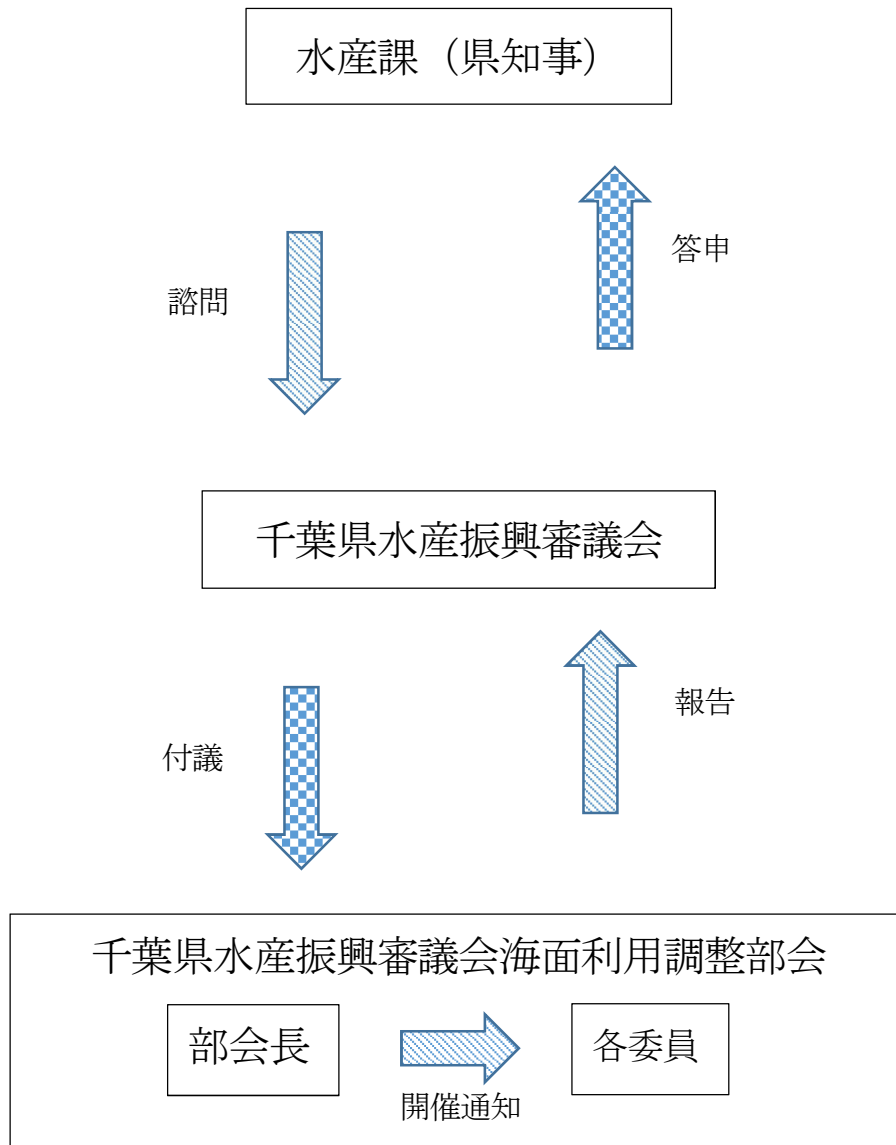 水産課（県知事）
答申
諮問
千葉県水産振興審議会
報告
付議
千葉県水産振興審議会海面利用調整部会
部会長
各委員
開催通知